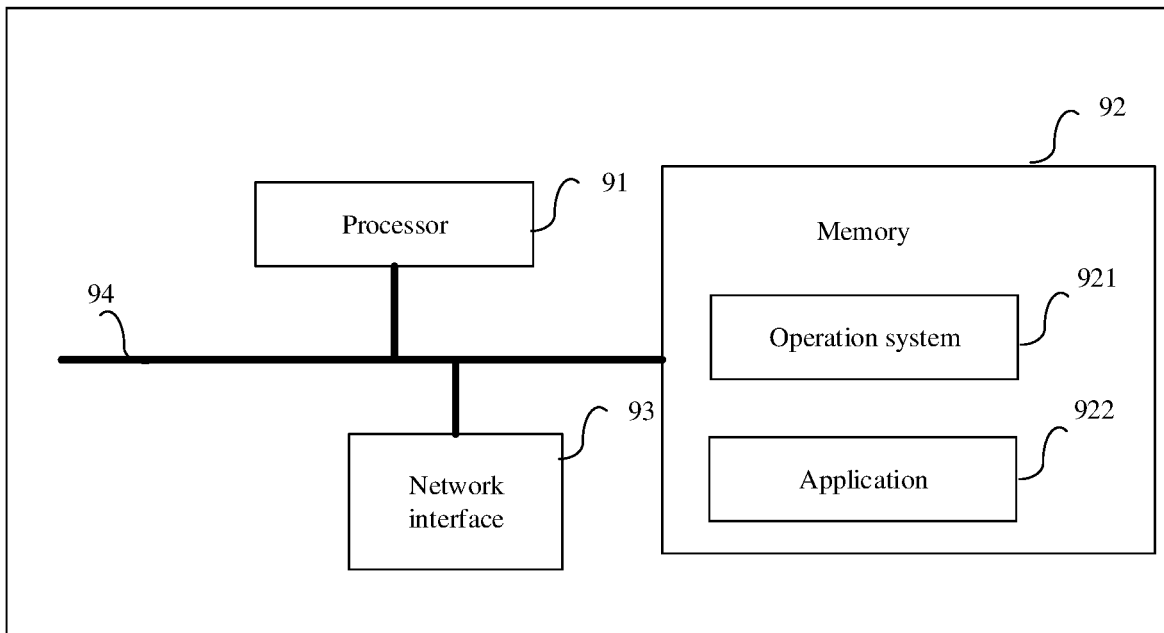 92
91
Processor
Memory
94
921
Operation system
93
922
Network
interface
Application